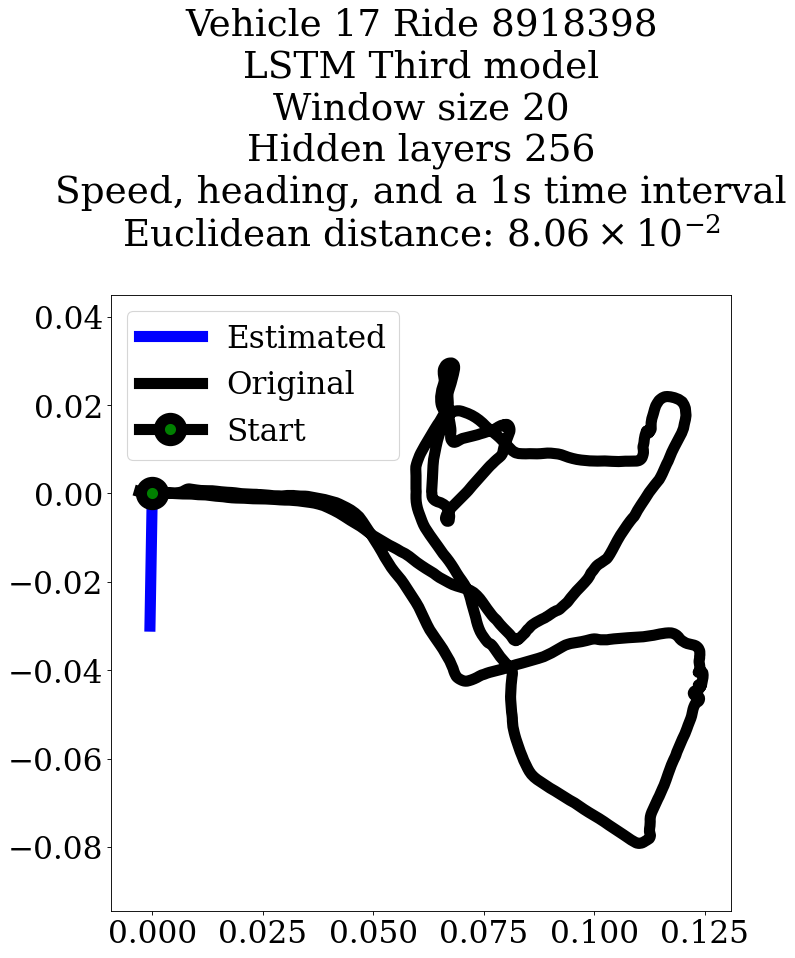 Vehicle 17 Ride 8918398
LSTM Third model
Window size 20
Hidden layers 256
Speed, heading, and a 1s time interval
Euclidean distance: 8.06 × 10⁻²
Estimated
Original
Start
0.04
0.02
0.00
−0.02
−0.04
−0.06
−0.08
0.000 0.025 0.050 0.075 0.100 0.125